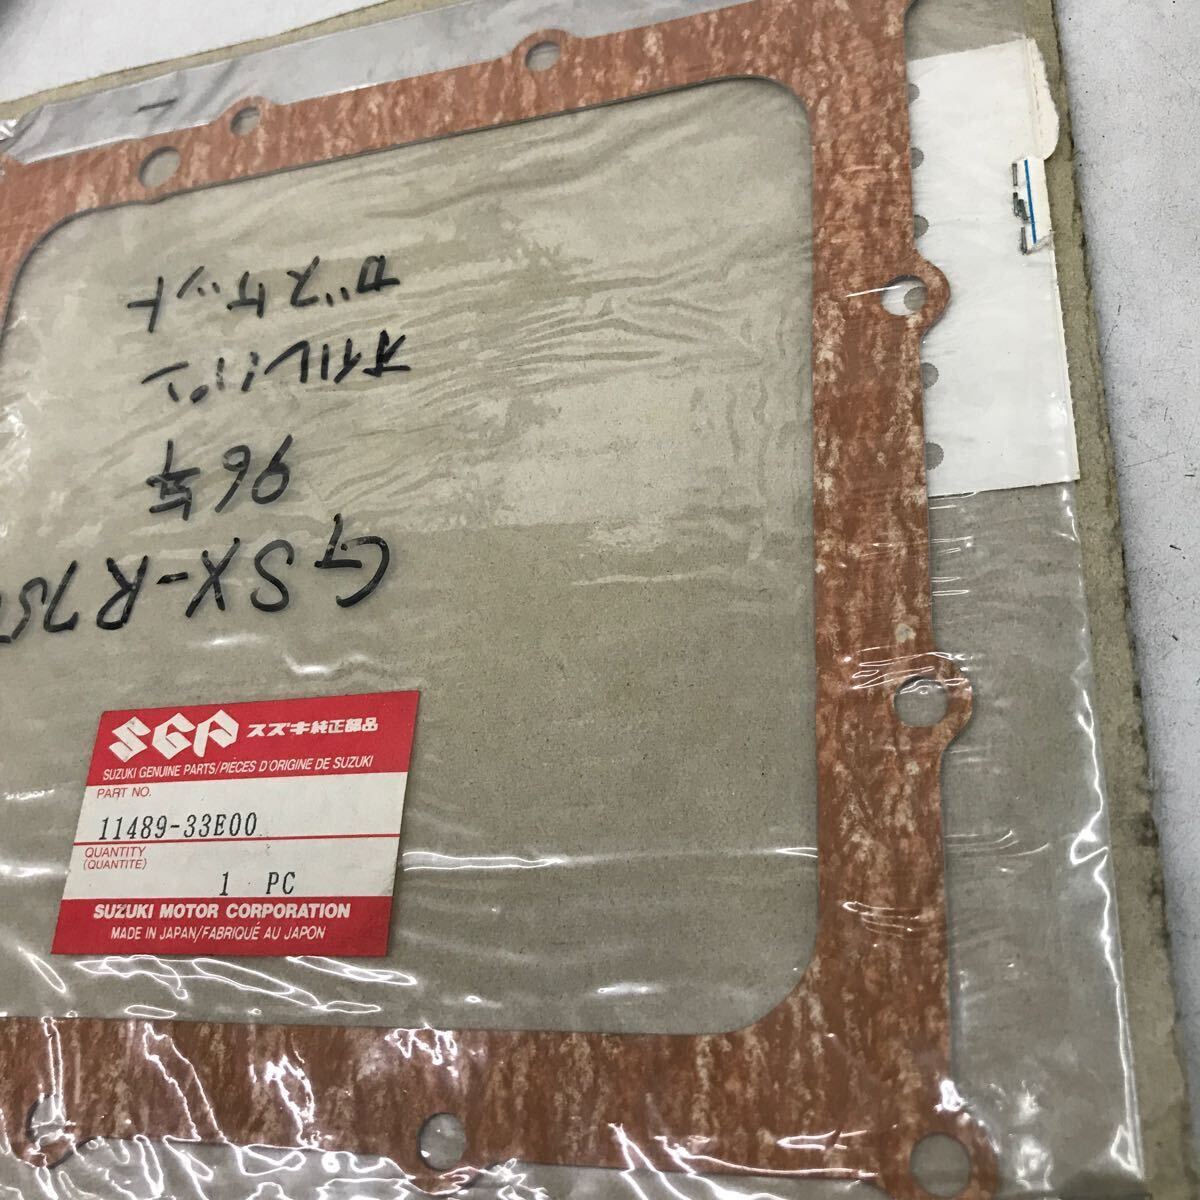 GSX-R750
96年
オイルパン
ガスケット
SGP スズキ純正部品
SUZUKI GENUINE PARTS/PIÈCES D'ORIGINE DE SUZUKI
PART NO.
11489-33E00
QUANTITY
(QUANTITE)
1 PC
SUZUKI MOTOR CORPORATION
MADE IN JAPAN/FABRIQUÉ AU JAPON